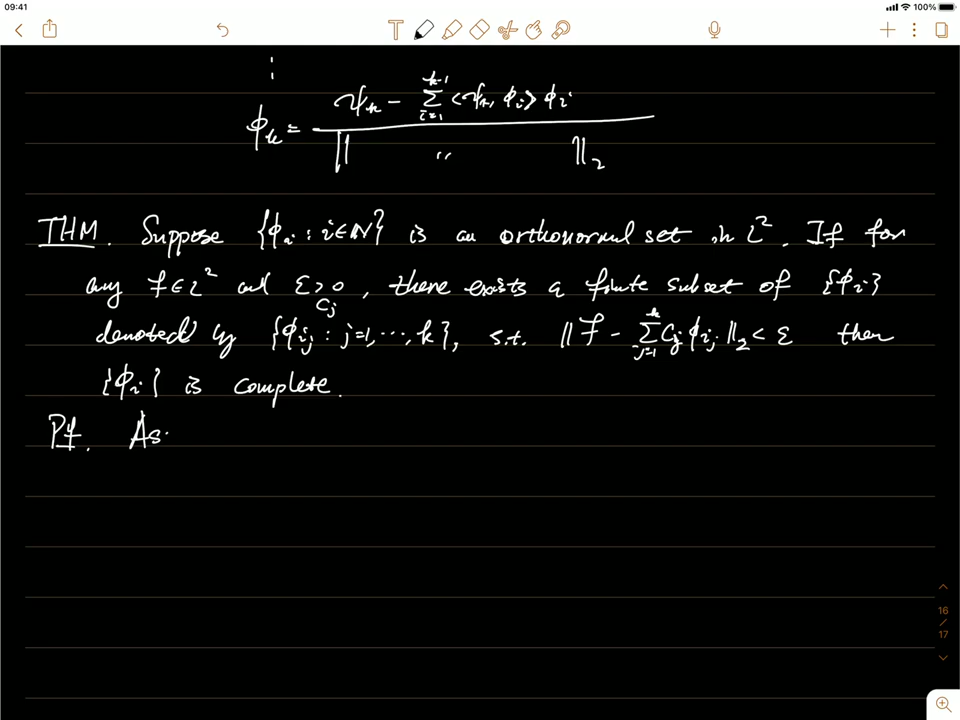 09:41
100%
⋮
φ_k = (ψ_k - Σ_{i=1}^{k-1} <ψ_k, φ_i> φ_i) / (‖ " ‖_2)
THM. Suppose {φ_i : i∈N} is an orthonormal set in L^2. If for
any f∈L^2 and ε>0, there exists a finite subset of {φ_i}
c_j
denoted by {φ_{i_j} : j=1,⋯,k}, s.t. ‖f - Σ_{j=1}^{k} C_j φ_{i_j}‖_2 < ε then
{φ_i} is complete.
Pf. As
16
/
17